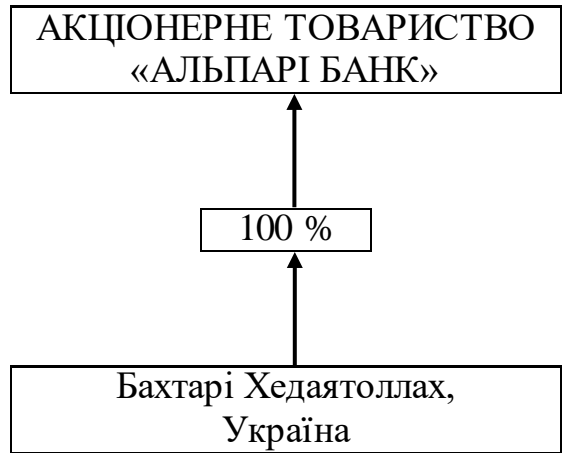 АКЦІОНЕРНЕ ТОВАРИСТВО
«АЛЬПАРІ БАНК»
100 %
Бахтарі Хедаятоллах,
Україна